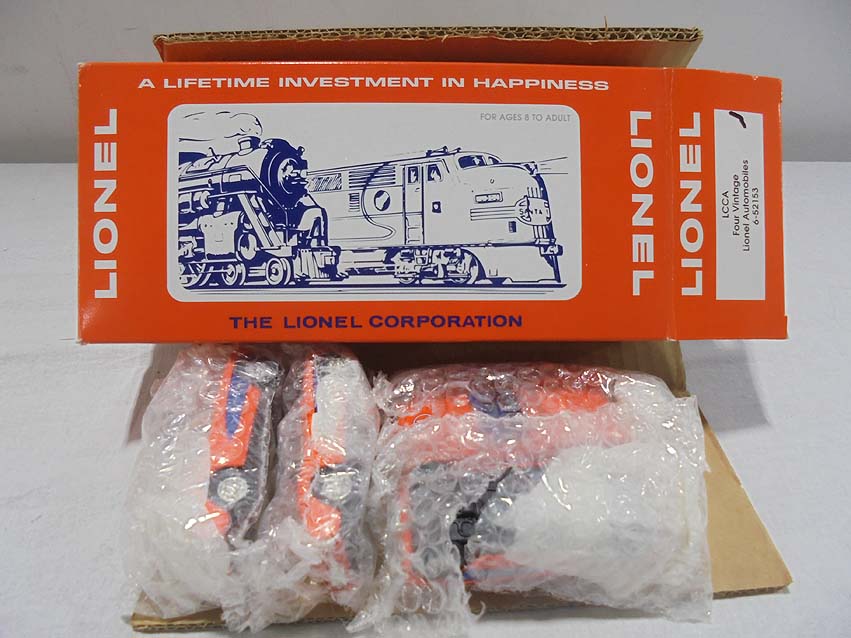 A LIFETIME INVESTMENT IN HAPPINESS
FOR AGES 8 TO ADULT
LIONEL
LIONEL
LIONEL
LCCA
Four Vintage
Lionel Automobiles
6-52153
THE LIONEL CORPORATION